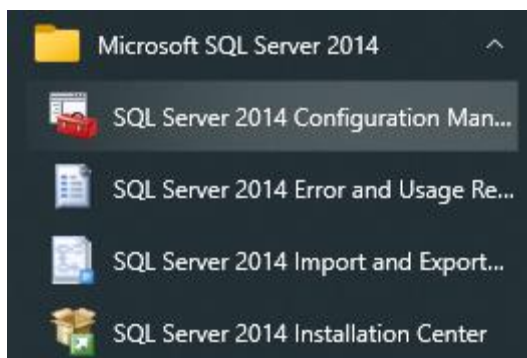 Microsoft SQL Server 2014
SQL Server 2014 Configuration Man...
SQL Server 2014 Error and Usage Re...
SQL Server 2014 Import and Export...
SQL Server 2014 Installation Center